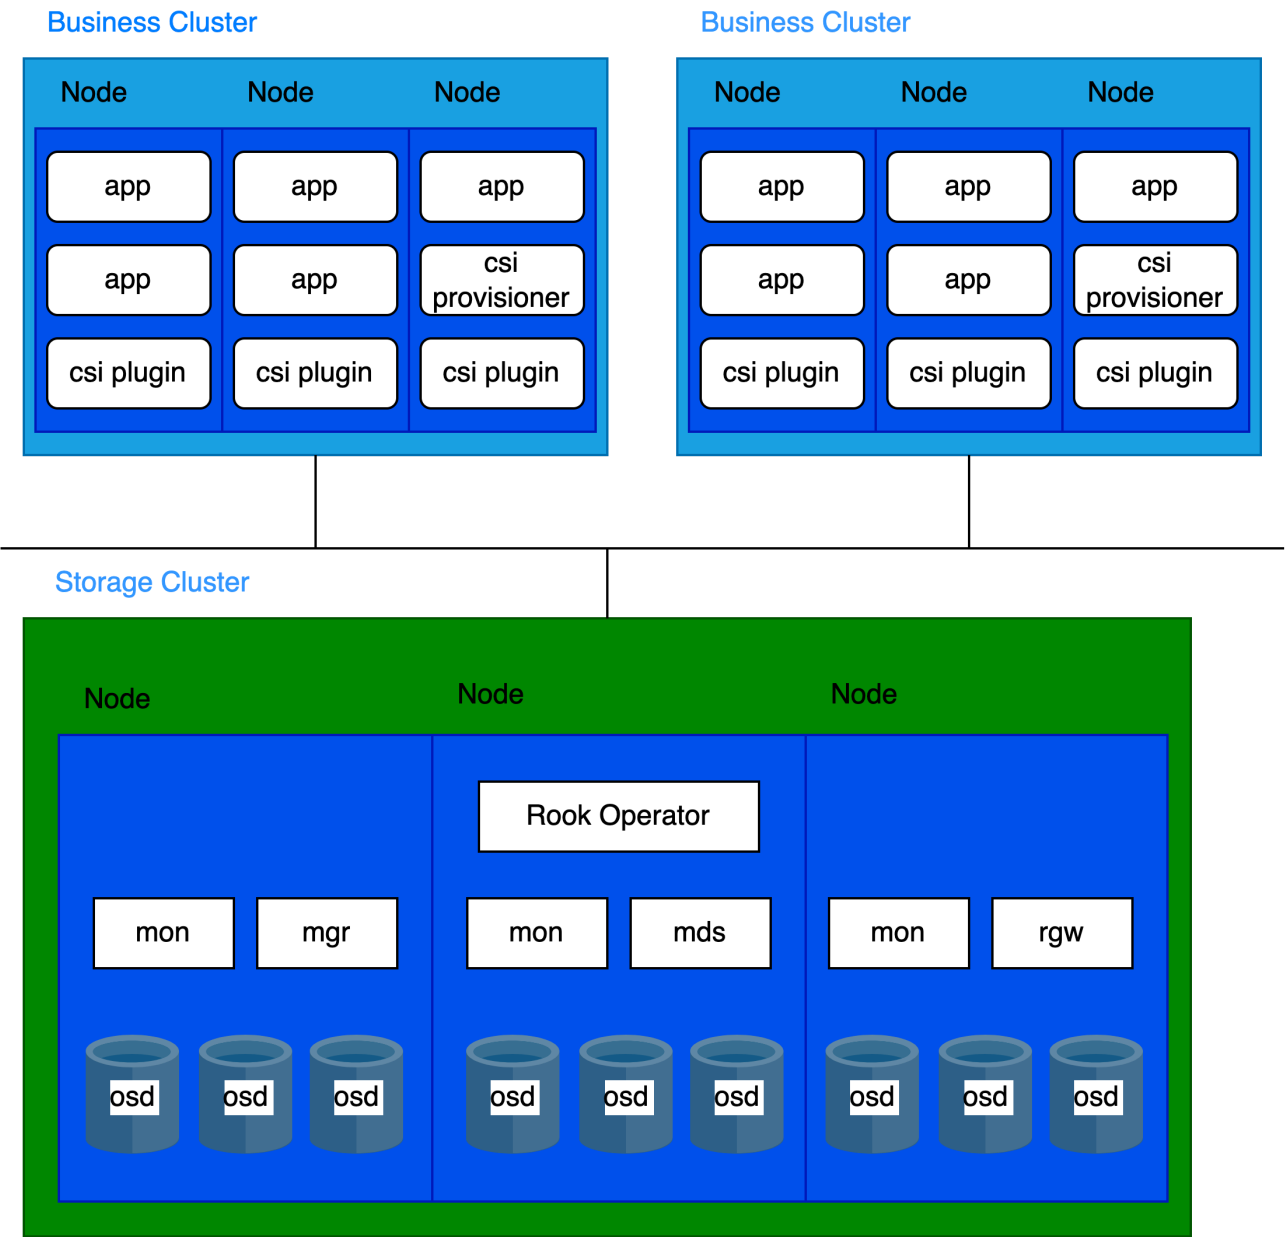 Business Cluster
Business Cluster
Node
Node
Node
Node
Node
Node
app
app
app
app
app
app
app
app
csi
provisioner
app
app
csi
provisioner
csi plugin
csi plugin
csi plugin
csi plugin
csi plugin
csi plugin
Storage Cluster
Node
Node
Node
Rook Operator
mon
mgr
mon
mds
mon
rgw
osd
osd
osd
osd
osd
osd
osd
osd
osd